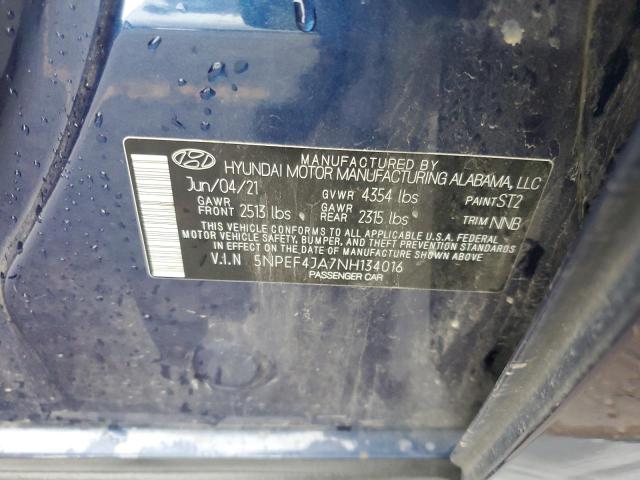 MANUFACTURED BY
HYUNDAI MOTOR MANUFACTURING ALABAMA, LLC
Jun/04/21 GVWR 4354 lbs PAINT ST2
GAWR FRONT 2513 lbs GAWR REAR 2315 lbs TRIM NNB
THIS VEHICLE CONFORMS TO ALL APPLICABLE U.S.A. FEDERAL
MOTOR VEHICLE SAFETY, BUMPER, AND THEFT PREVENTION STANDARDS
IN EFFECT ON THE DATE OF MANUFACTURE SHOWN ABOVE
V.I.N 5NPEF4JA7NH134016
PASSENGER CAR